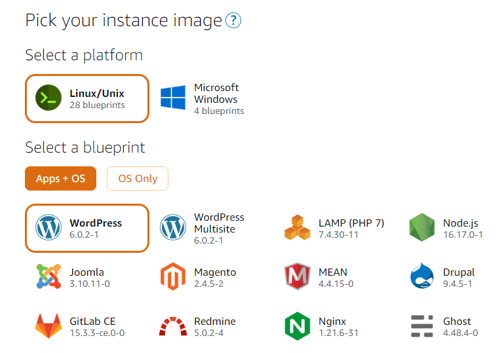 Pick your instance image ?
Select a platform
Linux/Unix
28 blueprints
Microsoft
Windows
4 blueprints
Select a blueprint
Apps + OS
OS Only
WordPress
6.0.2-1
WordPress
Multisite
6.0.2-1
LAMP (PHP 7)
7.4.30-11
Node.js
16.17.0-1
Joomla
3.10.11-0
Magento
2.4.5-2
MEAN
4.4.15-0
Drupal
9.4.5-1
GitLab CE
15.3.3-ce.0-0
Redmine
5.0.2-4
Nginx
1.21.6-31
Ghost
4.48.4-0